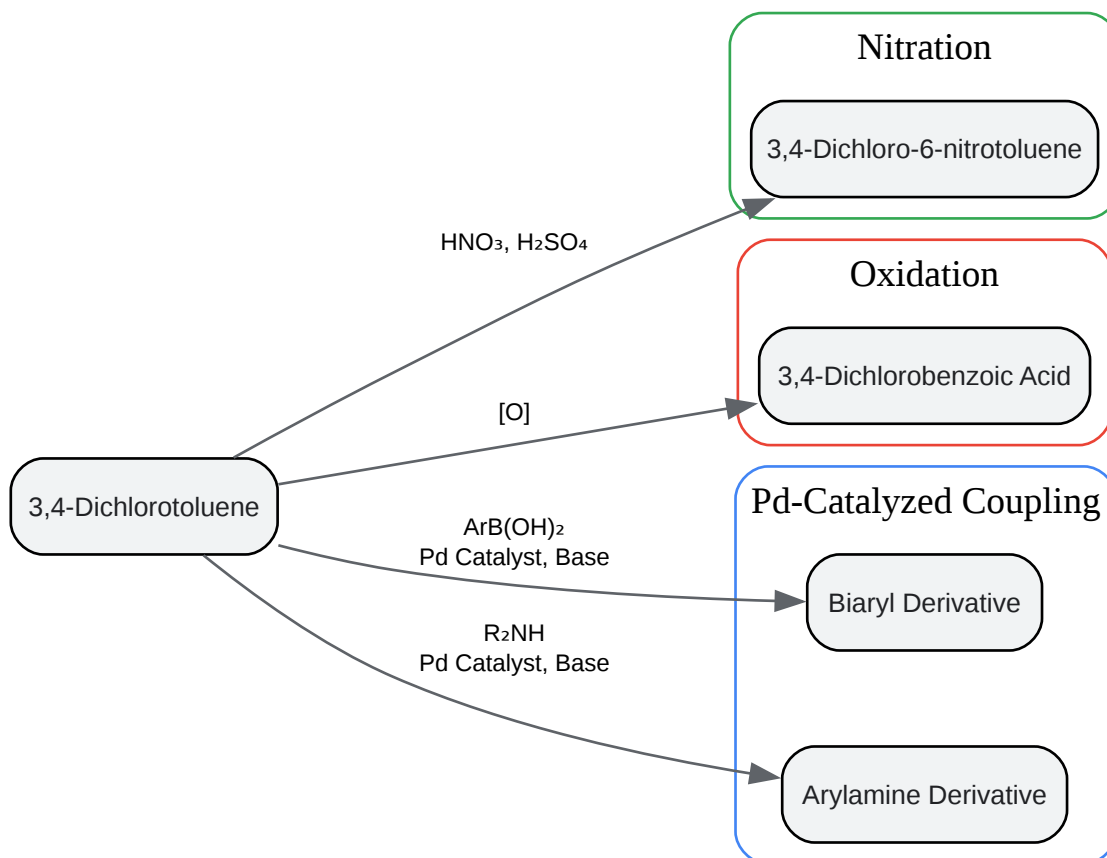 Nitration
3,4-Dichloro-6-nitrotoluene
HNO₃, H₂SO₄
Oxidation
3,4-Dichlorobenzoic Acid
[O]
3,4-Dichlorotoluene
Pd-Catalyzed Coupling
ArB(OH)₂
Pd Catalyst, Base
Biaryl Derivative
R₂NH
Pd Catalyst, Base
Arylamine Derivative